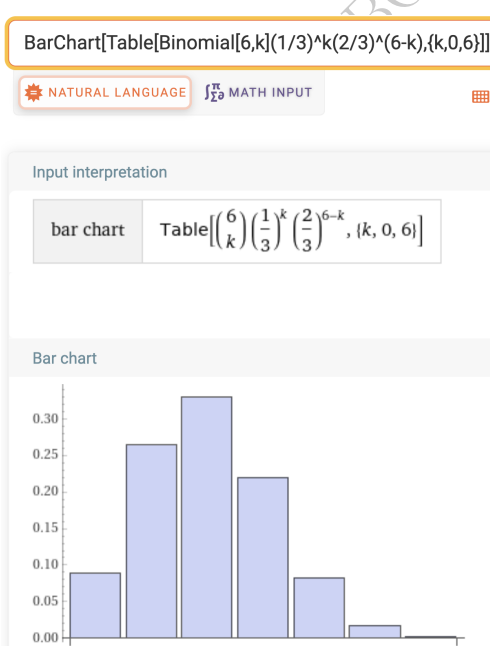 BarChart[Table[Binomial[6,k](1/3)^k(2/3)^(6-k),{k,0,6}]]
NATURAL LANGUAGE ∫π Σ∂ MATH INPUT
Input interpretation
bar chart Table[(6 k) (1/3)^k (2/3)^(6-k), {k, 0, 6}]
Bar chart
0.30
0.25
0.20
0.15
0.10
0.05
0.00